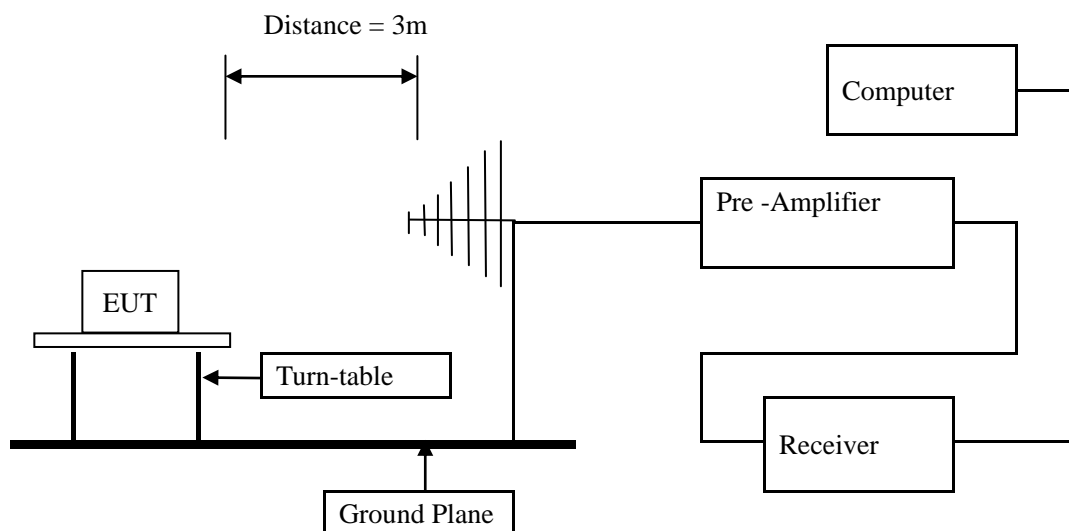 Distance = 3m
Computer
Pre -Amplifier
EUT
Turn-table
Receiver
Ground Plane